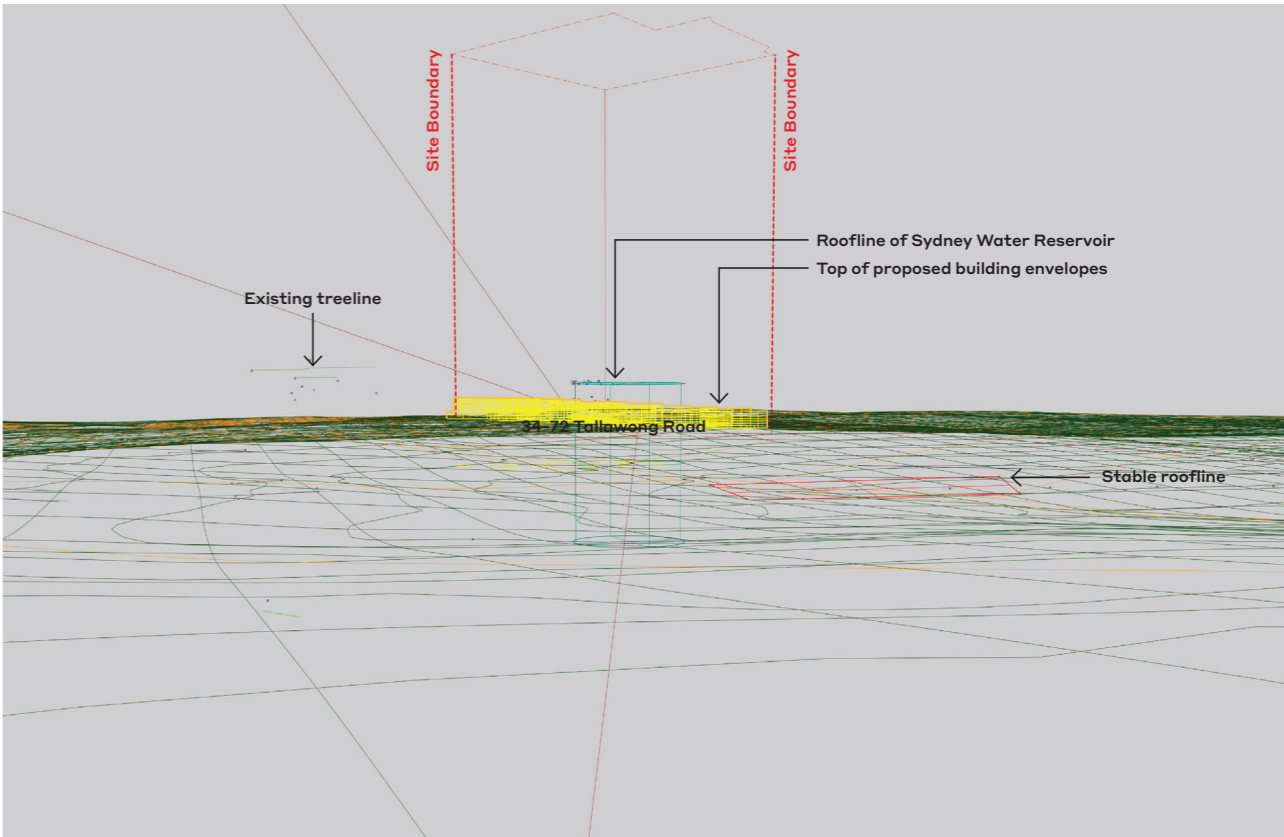 Site Boundary
Site Boundary
Roofline of Sydney Water Reservoir
Top of proposed building envelopes
Existing treeline
34-72 Tallawong Road
Stable roofline